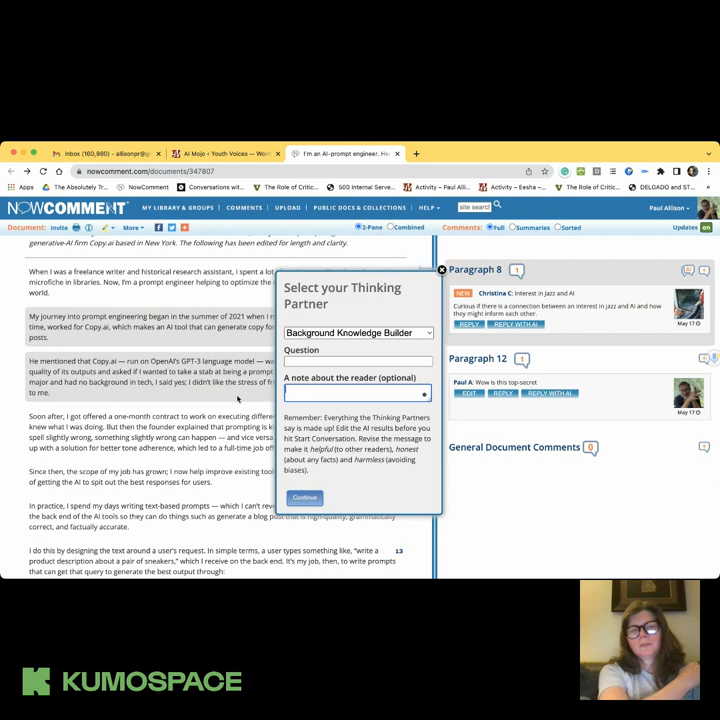 Inbox (160,980) - allisonpr@g
AI Mojo ‹ Youth Voices — Wor
I'm an AI-prompt engineer. He
nowcomment.com/documents/347807
Apps
The Absolutely Tr...
NowComment
Conversations wit...
The Role of Critic...
500 Internal Serve...
Activity – Paul Alli...
Activity – Eesha –...
The Role of Critic...
DELGADO and ST...
NOWCOMMENT
MY LIBRARY & GROUPS
COMMENTS
UPLOAD
PUBLIC DOCS & COLLECTIONS
HELP
site search
Paul Allison
Document: Invite
More
2-Pane
Combined
Comments: Full
Summaries
Sorted
Updates
on
generative-AI firm Copy.ai based in New York. The following has been edited for length and clarity.
When I was a freelance writer and historical research assistant, I spent a lot
microfiche in libraries. Now, I'm a prompt engineer helping to optimize the
world.
My journey into prompt engineering began in the summer of 2021 when I
time, worked for Copy.ai, which makes an AI tool that can generate copy for
posts.
He mentioned that Copy.ai — run on OpenAI's GPT-3 language model — wa
quality of its outputs and asked if I wanted to take a stab at being a prompt
major and had no background in tech, I said yes; I didn't like the stress of fr
to me.
Soon after, I got offered a one-month contract to work on executing differe
knew what I was doing. But then the founder explained that prompting is k
spell slightly wrong, something slightly wrong can happen — and vice versa
up with a solution for better tone adherence, which led to a full-time job off
Since then, the scope of my job has grown; I now help improve existing too
of getting the AI to spit out the best responses for users.
In practice, I spend my days writing text-based prompts — which I can't rev
the back end of the AI tools so they can do things such as generate a blog post that is high-quality, grammatically
correct, and factually accurate.
I do this by designing the text around a user's request. In simple terms, a user types something like, "write a
13
product description about a pair of sneakers," which I receive on the back end. It's my job, then, to write prompts
that can get that query to generate the best output through:
Select your Thinking
Partner
Background Knowledge Builder
Question
A note about the reader (optional)
Remember: Everything the Thinking Partners
say is made up! Edit the AI results before you
hit Start Conversation. Revise the message to
make it helpful (to other readers), honest
(about any facts) and harmless (avoiding
biases).
Continue
Paragraph 8
1
AI
NEW
Christina C: Interest in Jazz and AI
Curious if there is a connection between an interest in jazz AI and how
they might inform each other.
REPLY
REPLY WITH AI
May 17
Paragraph 12
1
Paul A: Wow is this top-secret
EDIT
REPLY
REPLY WITH AI
May 17
General Document Comments
0
KUMOSPACE